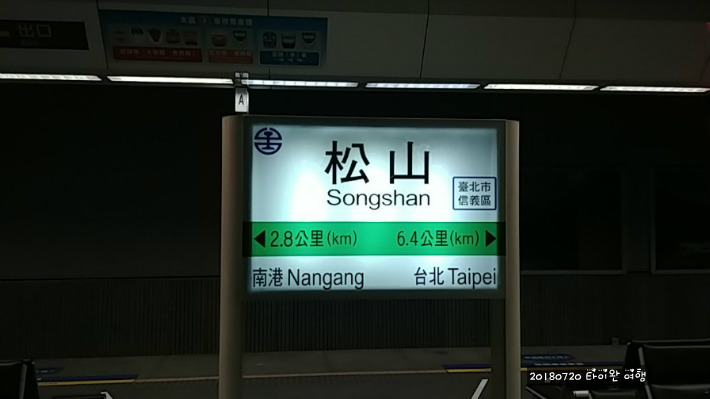 出口
A
松山
Songshan
臺北市
信義區
2.8公里(km)
6.4公里(km)
南港 Nangang
台北 Taipei
20180720 타이완 여행